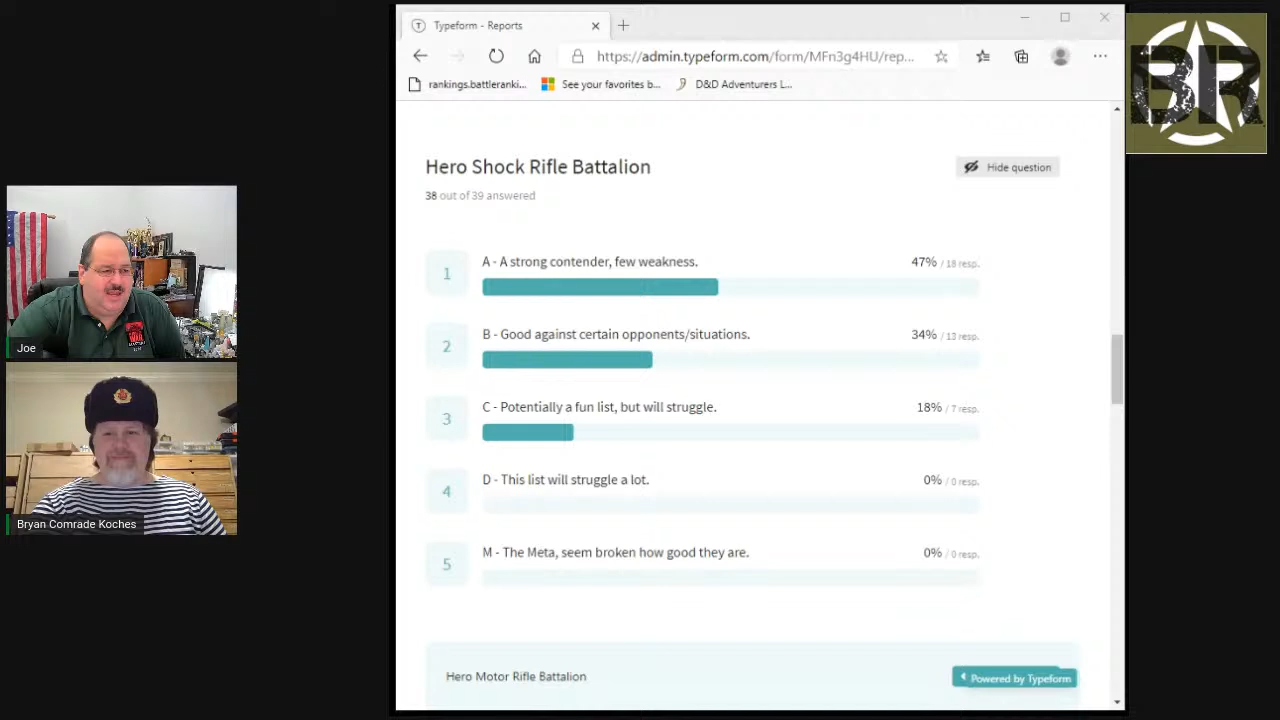 Typeform - Reports
https://admin.typeform.com/form/MFn3g4HU/rep...
rankings.battleranki...
See your favorites b...
D&D Adventurers L...
BR
Hero Shock Rifle Battalion
Hide question
38 out of 39 answered
1
A - A strong contender, few weakness.
47% / 18 resp.
2
B - Good against certain opponents/situations.
34% / 13 resp.
3
C - Potentially a fun list, but will struggle.
18% / 7 resp.
4
D - This list will struggle a lot.
0% / 0 resp.
5
M - The Meta, seem broken how good they are.
0% / 0 resp.
Hero Motor Rifle Battalion
Powered by Typeform
Joe
Bryan Comrade Koches